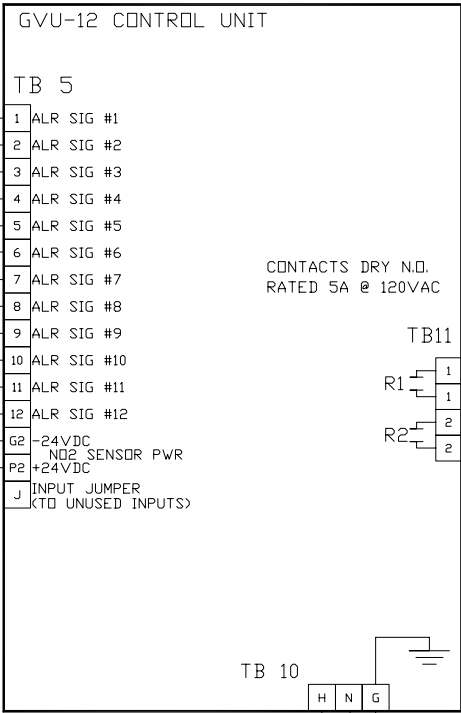 GVU-12 CONTROL UNIT
TB 5
1 ALR SIG #1
2 ALR SIG #2
3 ALR SIG #3
4 ALR SIG #4
5 ALR SIG #5
6 ALR SIG #6
7 ALR SIG #7
8 ALR SIG #8
9 ALR SIG #9
10 ALR SIG #10
11 ALR SIG #11
12 ALR SIG #12
G2 -24VDC
NO2 SENSOR PWR
P2 +24VDC
J INPUT JUMPER
(TO UNUSED INPUTS)
CONTACTS DRY N.O.
RATED 5A @ 120VAC
TB11
R1 1
1
R2 2
2
TB 10
H N G